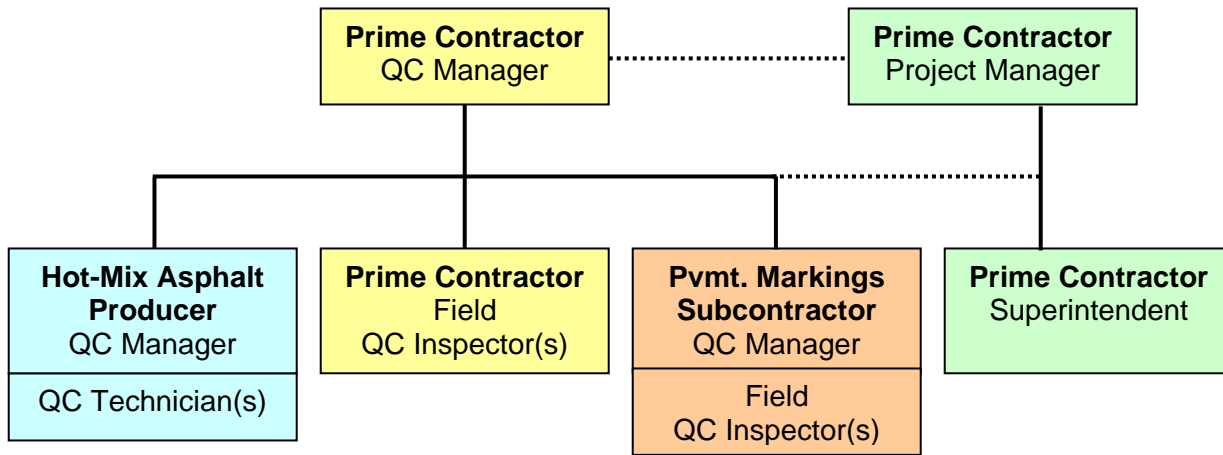 Prime Contractor
QC Manager
Prime Contractor
Project Manager
Hot-Mix Asphalt
Producer
QC Manager
QC Technician(s)
Prime Contractor
Field
QC Inspector(s)
Pvmt. Markings
Subcontractor
QC Manager
Field
QC Inspector(s)
Prime Contractor
Superintendent